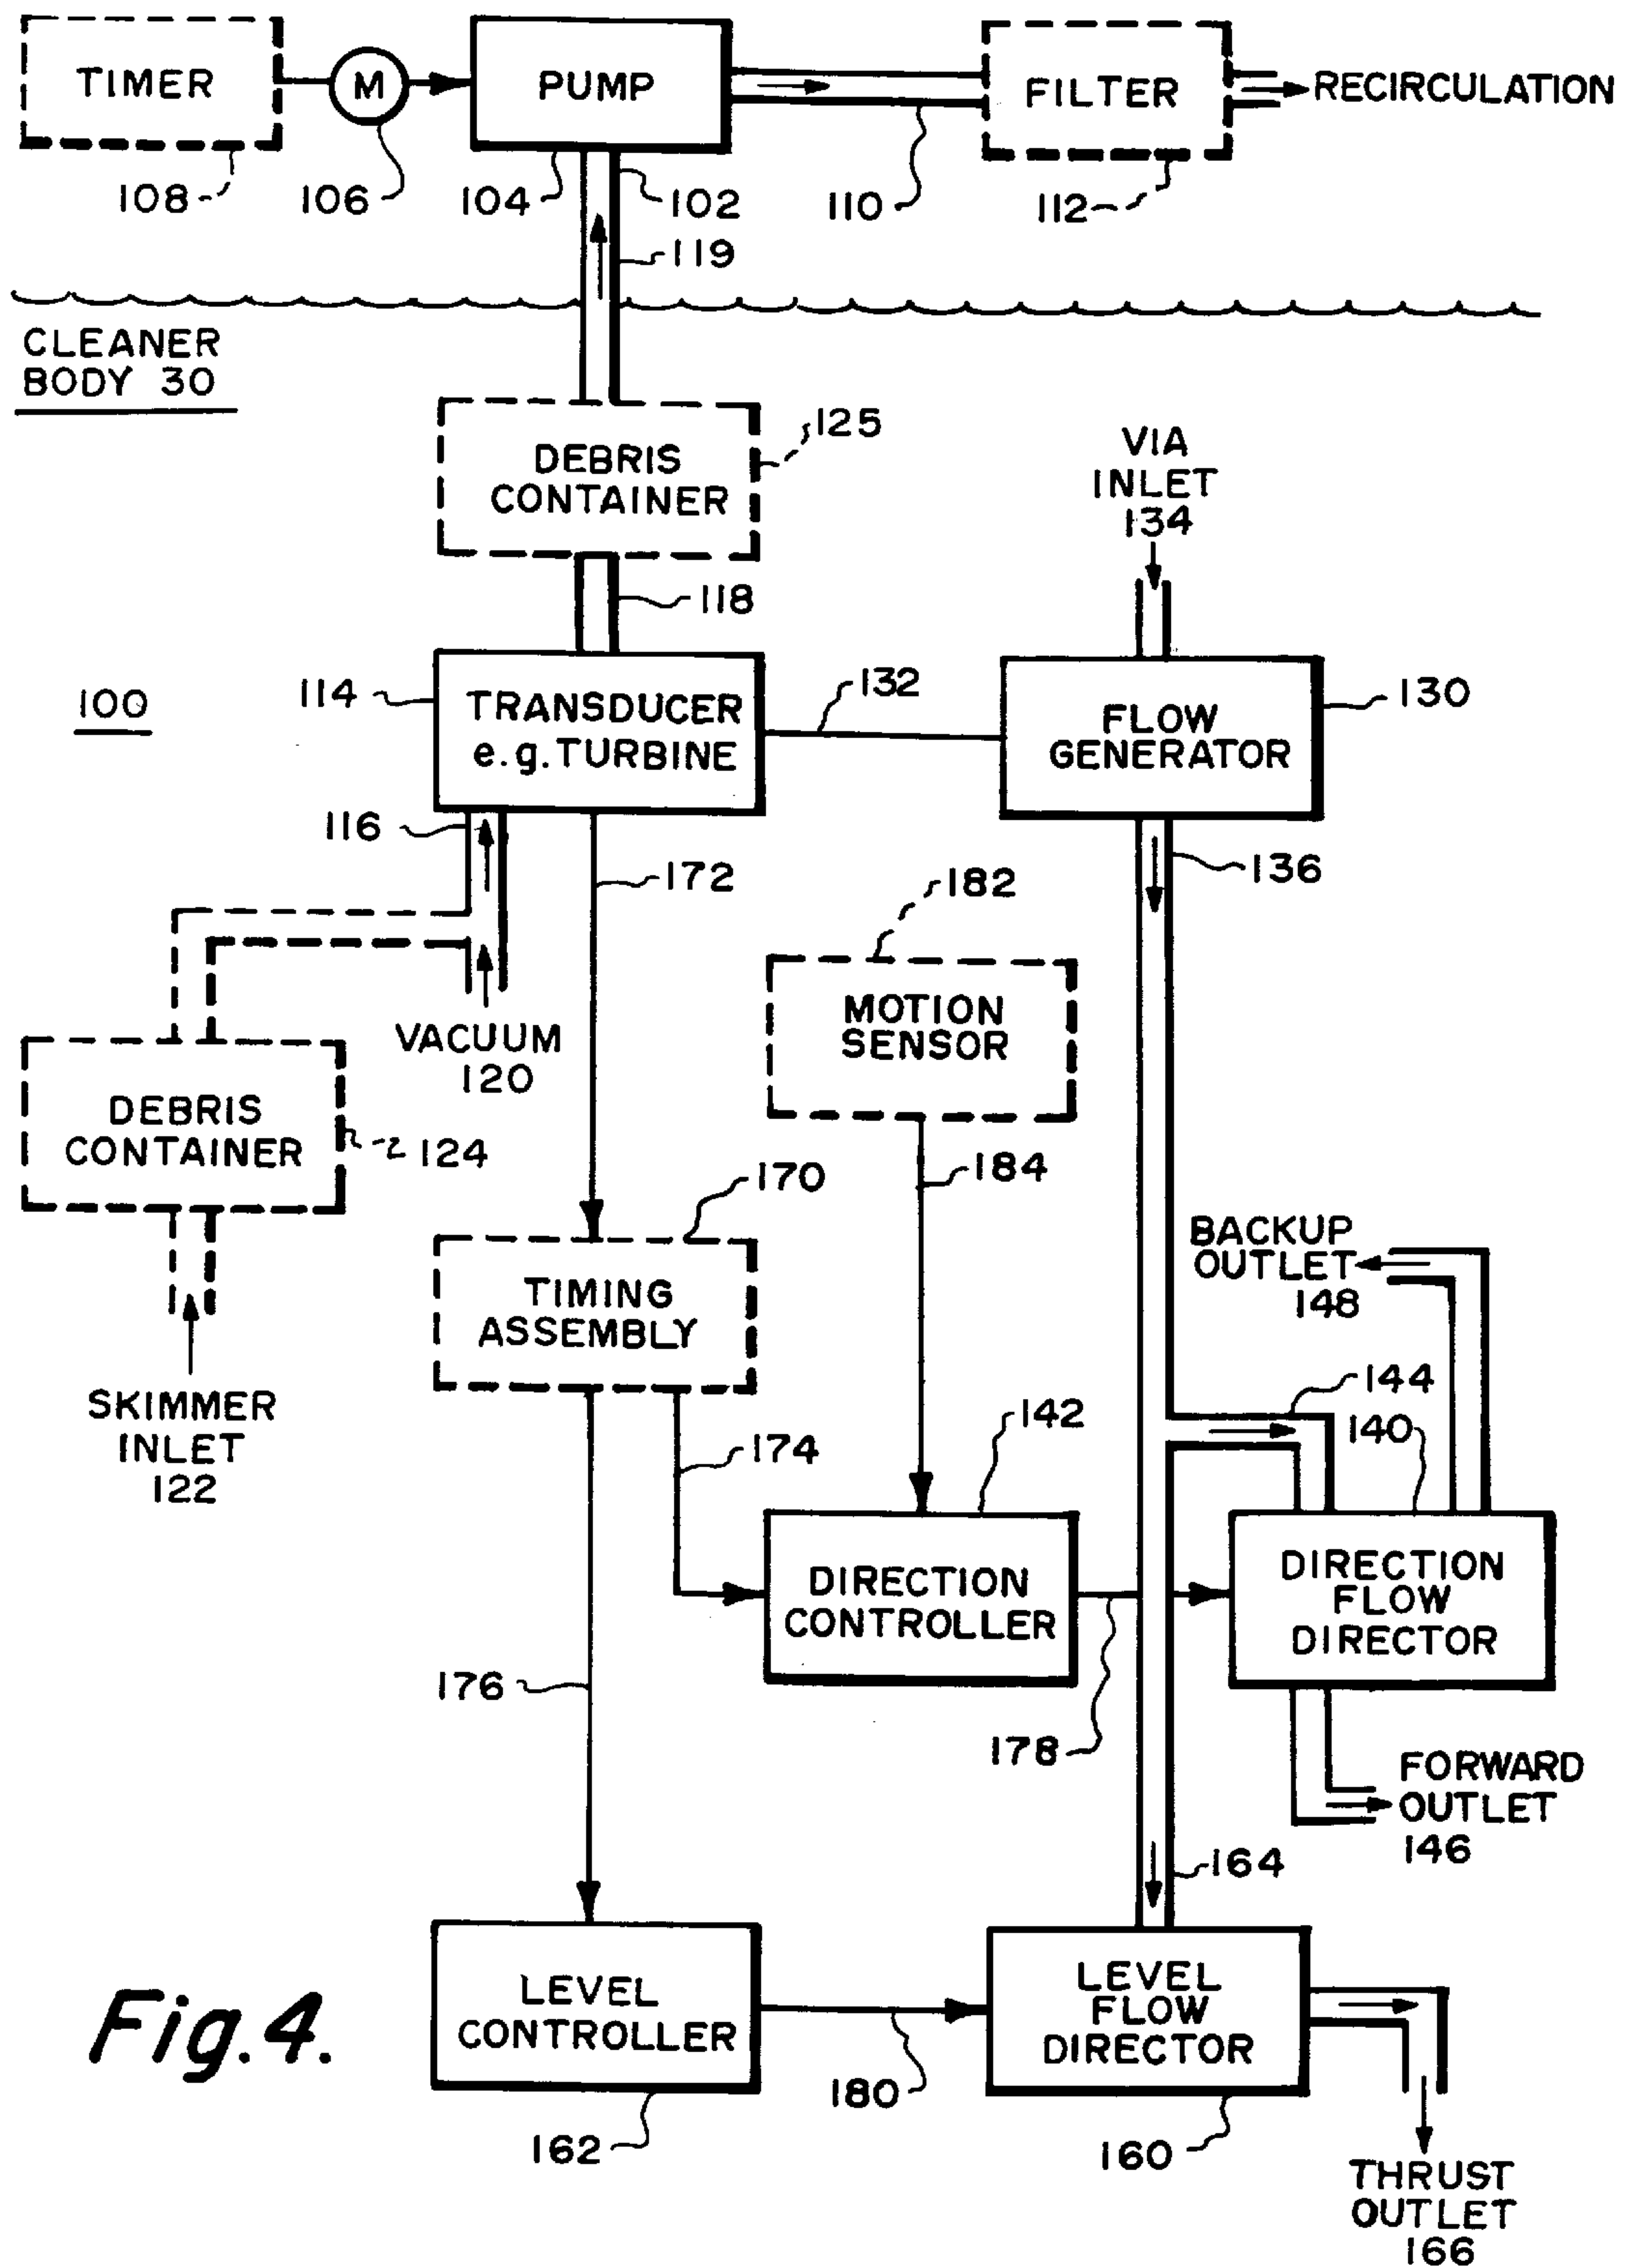 TIMER
M
PUMP
FILTER
RECIRCULATION
108
106
104
102
110
112
119
CLEANER
BODY 30
DEBRIS
CONTAINER
125
VIA
INLET
134
118
100
114
TRANSDUCER
e.g. TURBINE
132
FLOW
GENERATOR
130
116
172
136
182
MOTION
SENSOR
VACUUM
120
DEBRIS
CONTAINER
124
184
170
TIMING
ASSEMBLY
BACKUP
OUTLET
148
SKIMMER
INLET
122
174
142
144
140
DIRECTION
CONTROLLER
DIRECTION
FLOW
DIRECTOR
176
178
FORWARD
OUTLET
146
164
LEVEL
CONTROLLER
LEVEL
FLOW
DIRECTOR
Fig. 4.
180
162
160
THRUST
OUTLET
166